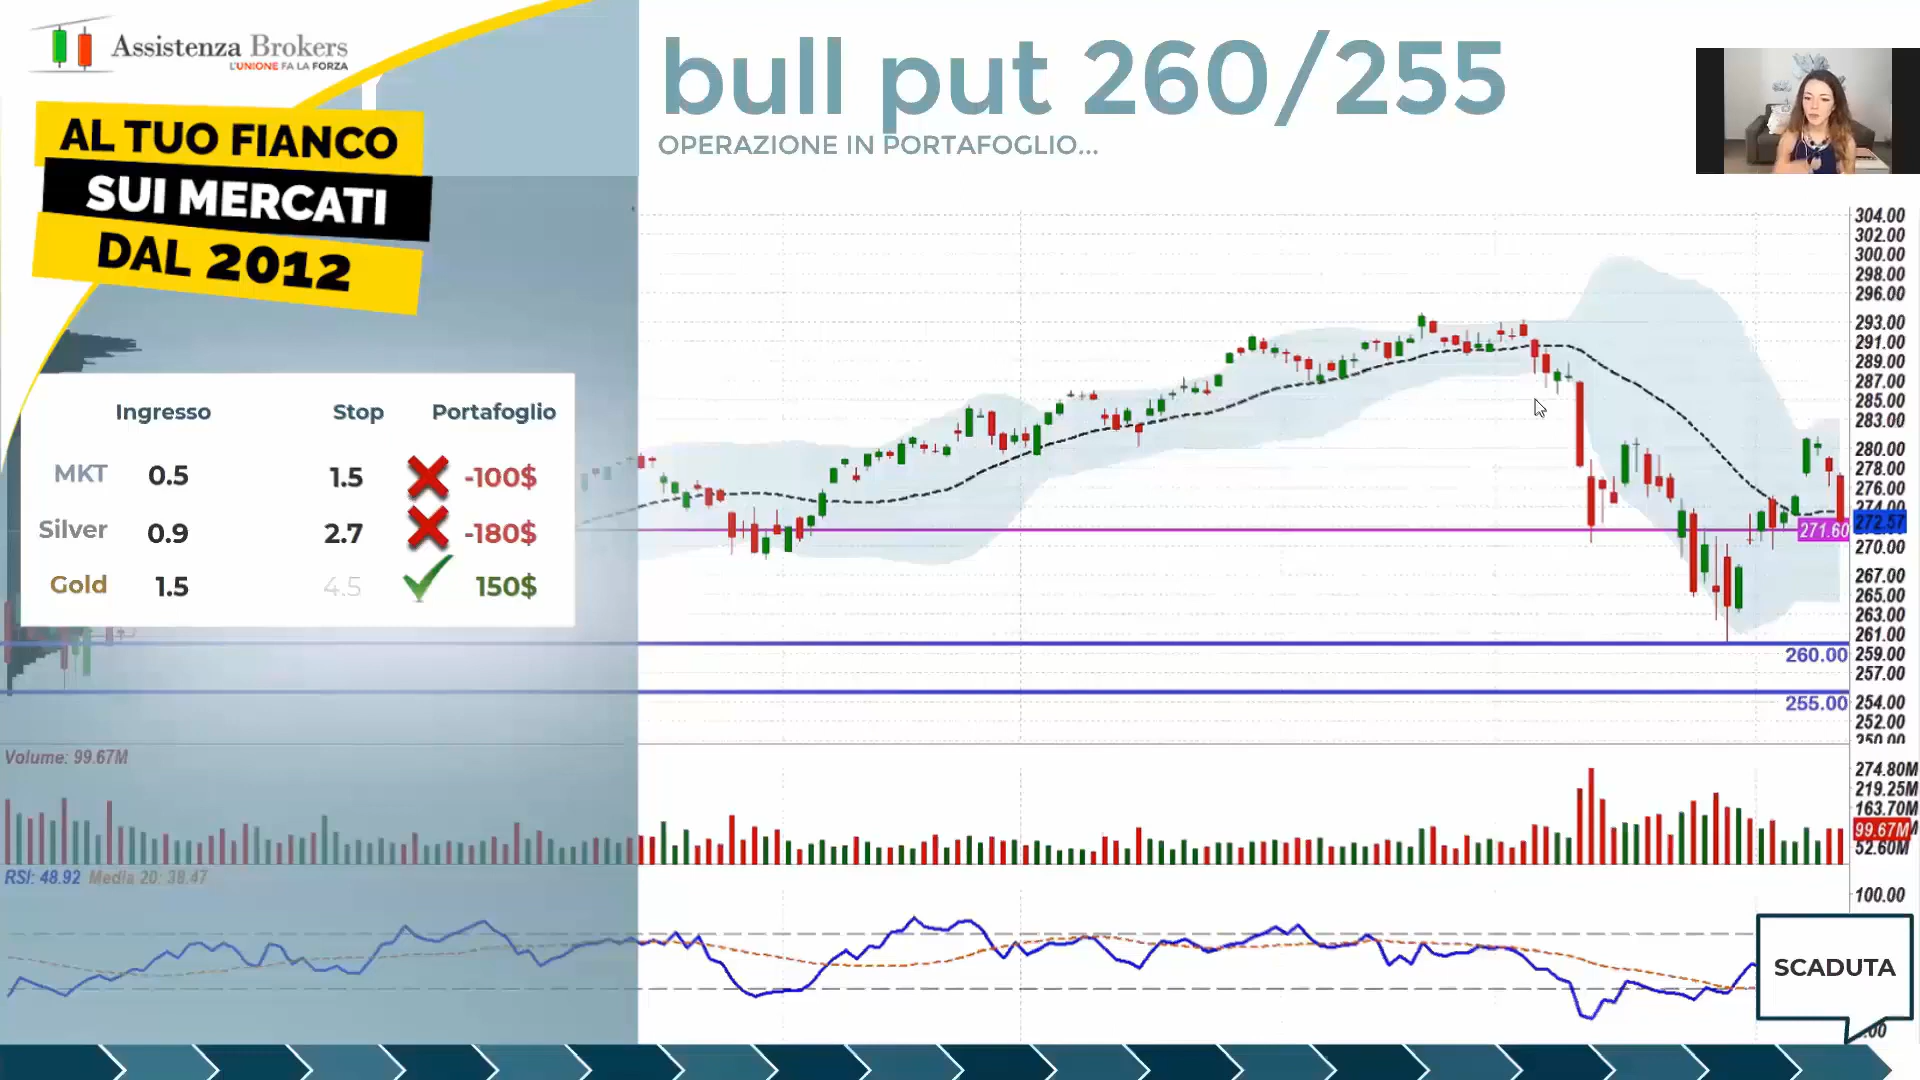 Assistenza Brokers
L'UNIONE FA LA FORZA
AL TUO FIANCO
SUI MERCATI
DAL 2012
bull put 260/255
OPERAZIONE IN PORTAFOGLIO...
Ingresso Stop Portafoglio
MKT 0.5 1.5 -100$
Silver 0.9 2.7 -180$
Gold 1.5 4.5 150$
304.00
302.00
300.00
298.00
296.00
293.00
291.00
289.00
287.00
285.00
283.00
280.00
278.00
276.00
274.00
272.57
271.60
270.00
267.00
265.00
263.00
261.00
260.00
259.00
257.00
255.00
254.00
252.00
250.00
Volume: 99.67M
274.80M
219.25M
163.70M
99.67M
52.60M
RSI: 48.92 Media 20: 38.47
100.00
SCADUTA